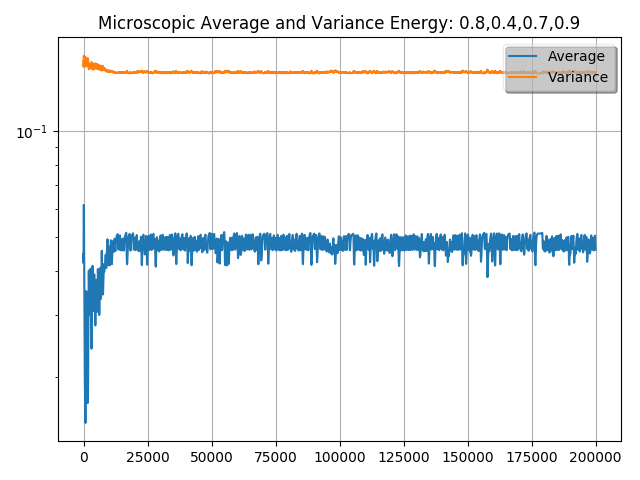 Microscopic Average and Variance Energy: 0.8,0.4,0.7,0.9
Average
Variance
10⁻¹
0 25000 50000 75000 100000 125000 150000 175000 200000